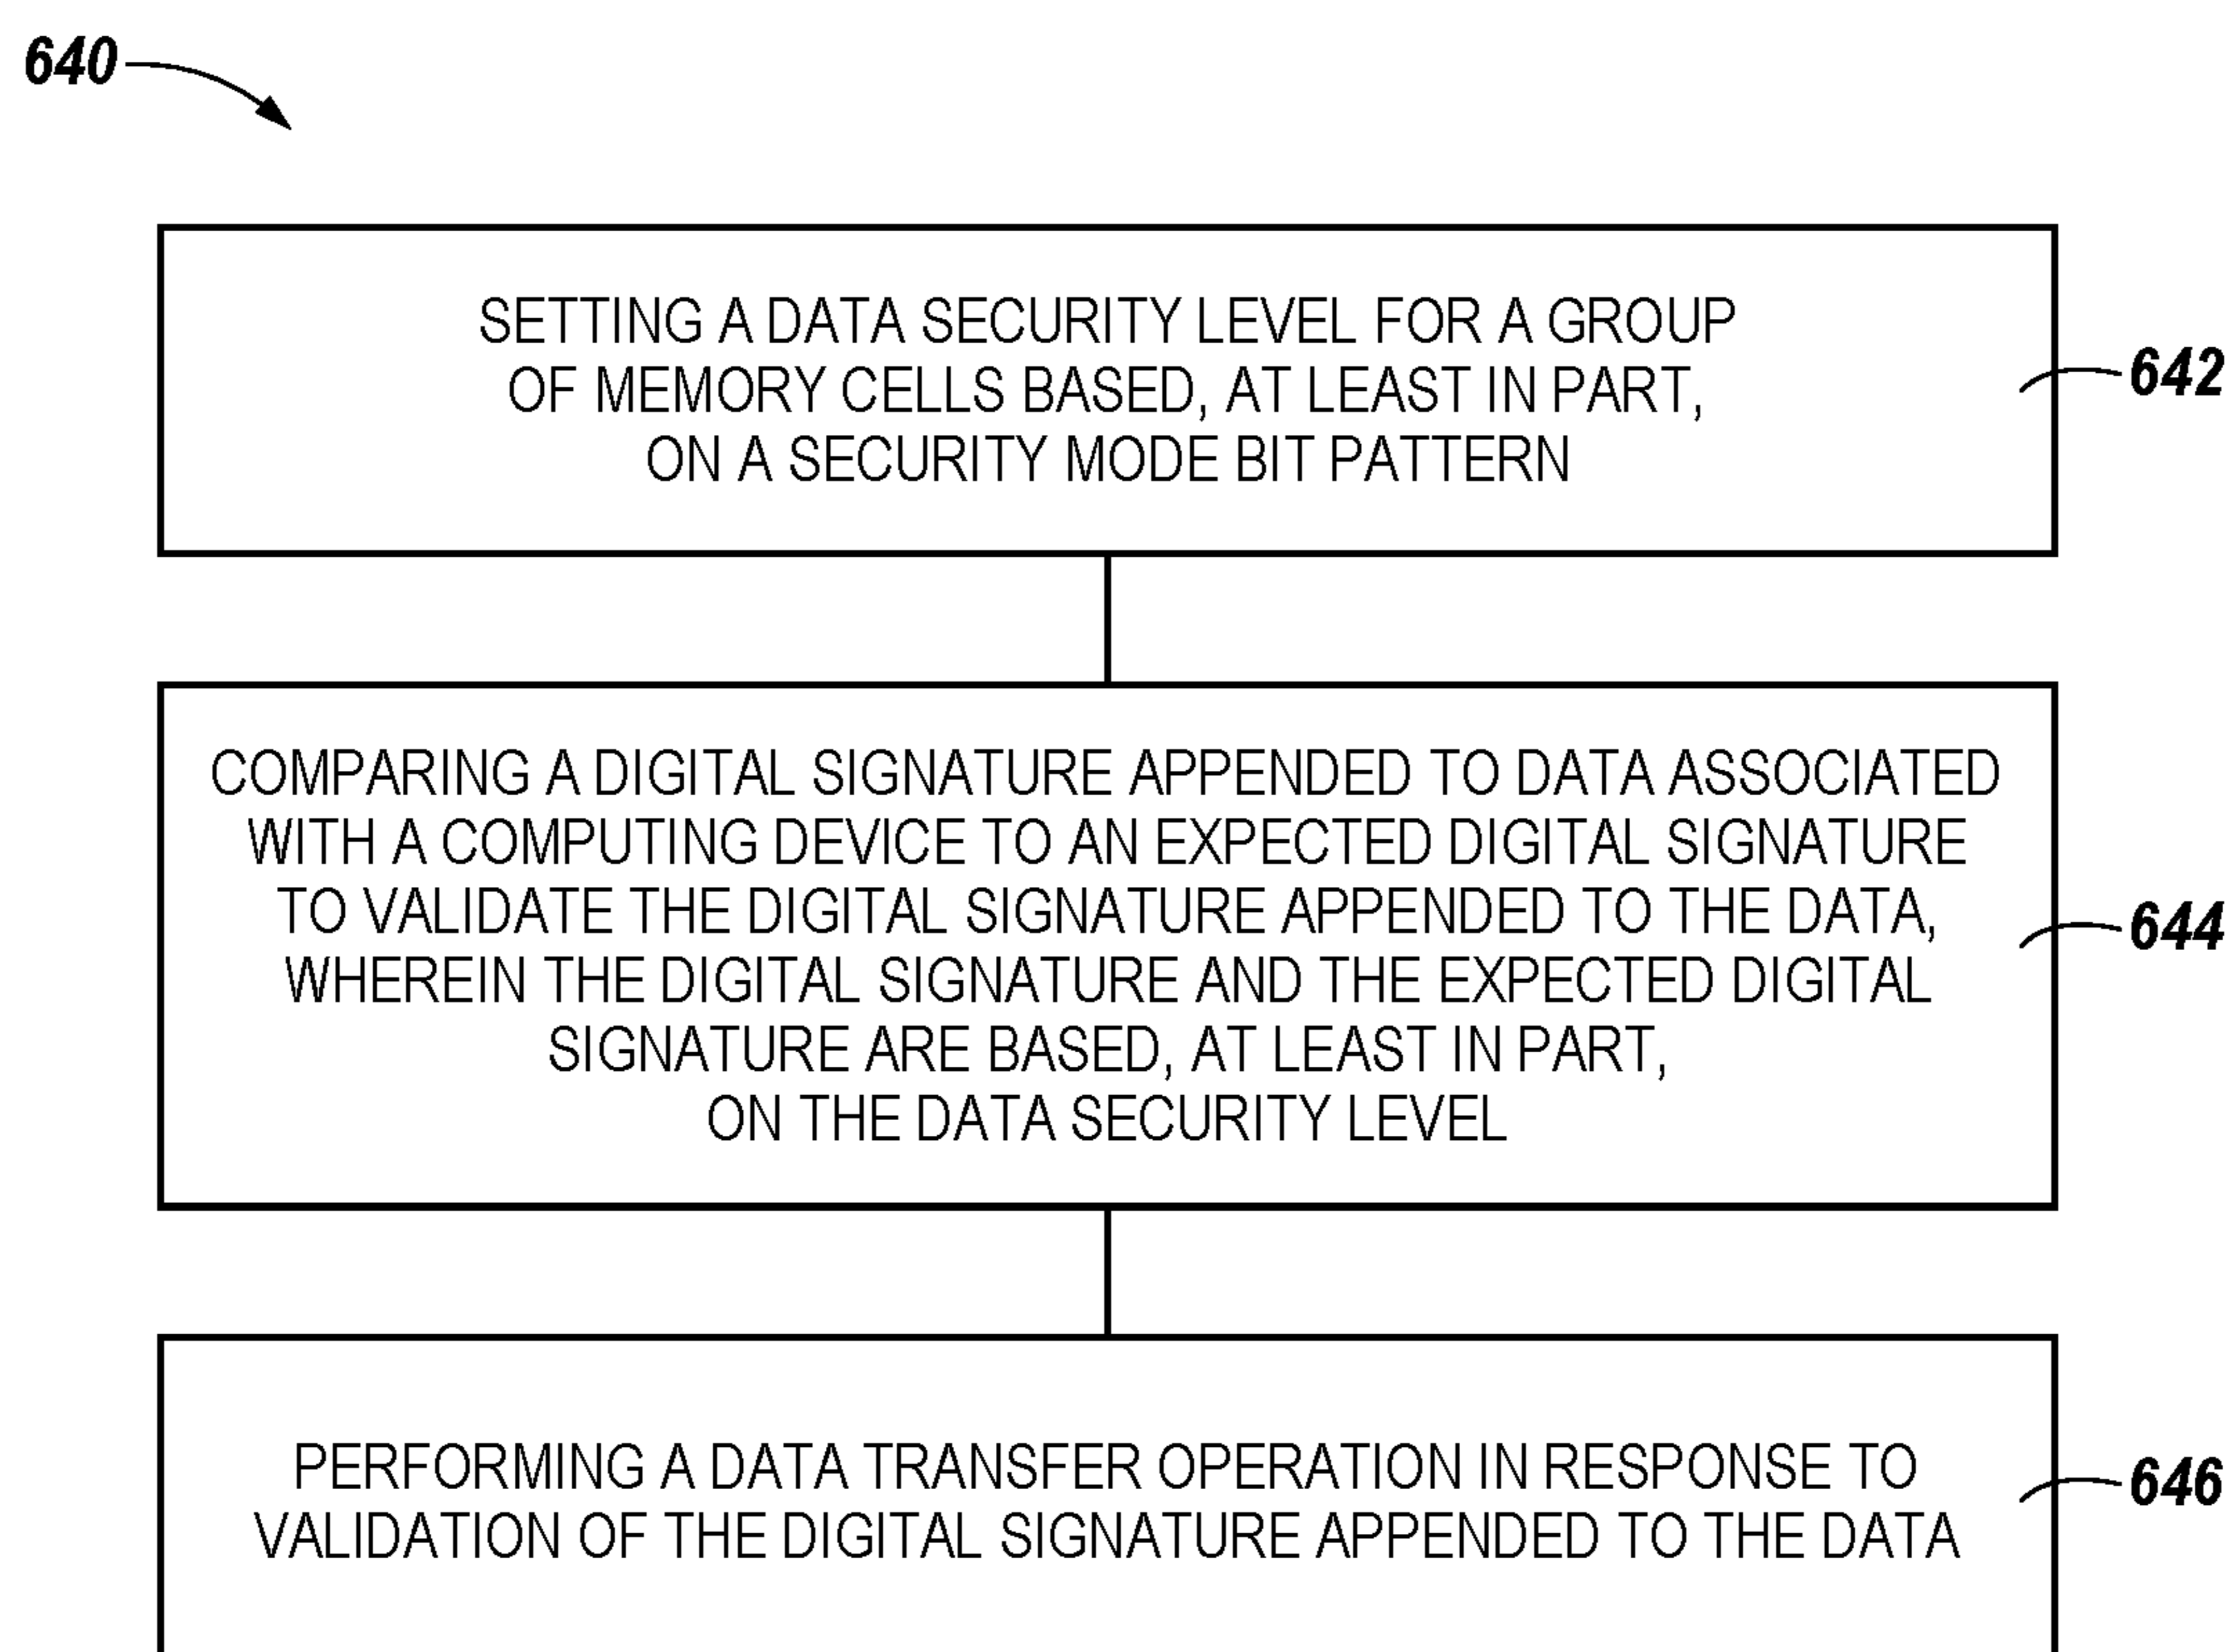 640
SETTING A DATA SECURITY LEVEL FOR A GROUP
OF MEMORY CELLS BASED, AT LEAST IN PART,
ON A SECURITY MODE BIT PATTERN
642
COMPARING A DIGITAL SIGNATURE APPENDED TO DATA ASSOCIATED
WITH A COMPUTING DEVICE TO AN EXPECTED DIGITAL SIGNATURE
TO VALIDATE THE DIGITAL SIGNATURE APPENDED TO THE DATA,
WHEREIN THE DIGITAL SIGNATURE AND THE EXPECTED DIGITAL
SIGNATURE ARE BASED, AT LEAST IN PART,
ON THE DATA SECURITY LEVEL
644
PERFORMING A DATA TRANSFER OPERATION IN RESPONSE TO
VALIDATION OF THE DIGITAL SIGNATURE APPENDED TO THE DATA
646